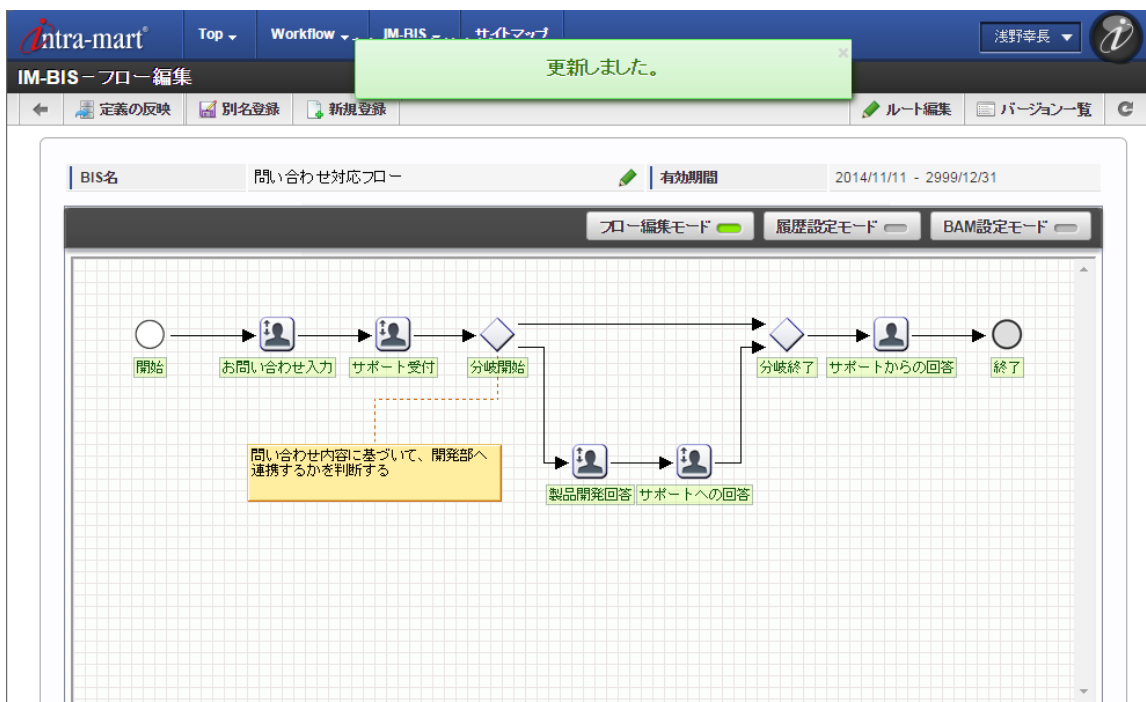 intra-mart®
Top
Workflow
IM-BIS
サイトマップ
浅野幸長
更新しました。
×
IM-BIS－フロー編集
定義の反映
別名登録
新規登録
ルート編集
バージョン一覧
BIS名
問い合わせ対応フロー
有効期間
2014/11/11 - 2999/12/31
フロー編集モード
履歴設定モード
BAM設定モード
開始
お問い合わせ入力
サポート受付
分岐開始
分岐終了
サポートからの回答
終了
問い合わせ内容に基づいて、開発部へ
連携するかを判断する
製品開発回答
サポートへの回答